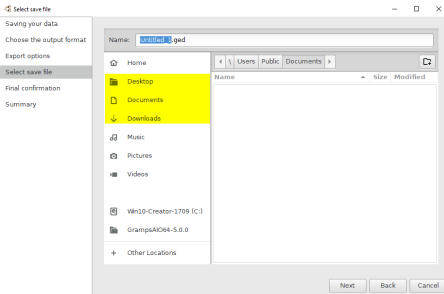 Select save file
Saving your data
Choose the output format
Export options
Select save file
Final confirmation
Summary
Name: Untitled_1.ged
Home
Desktop
Documents
Downloads
Music
Pictures
Videos
Win10-Creator-1709 (C:)
GrampsAIO64-5.0.0
+ Other Locations
\ Users Public Documents
Name Size Modified
Next Back Cancel